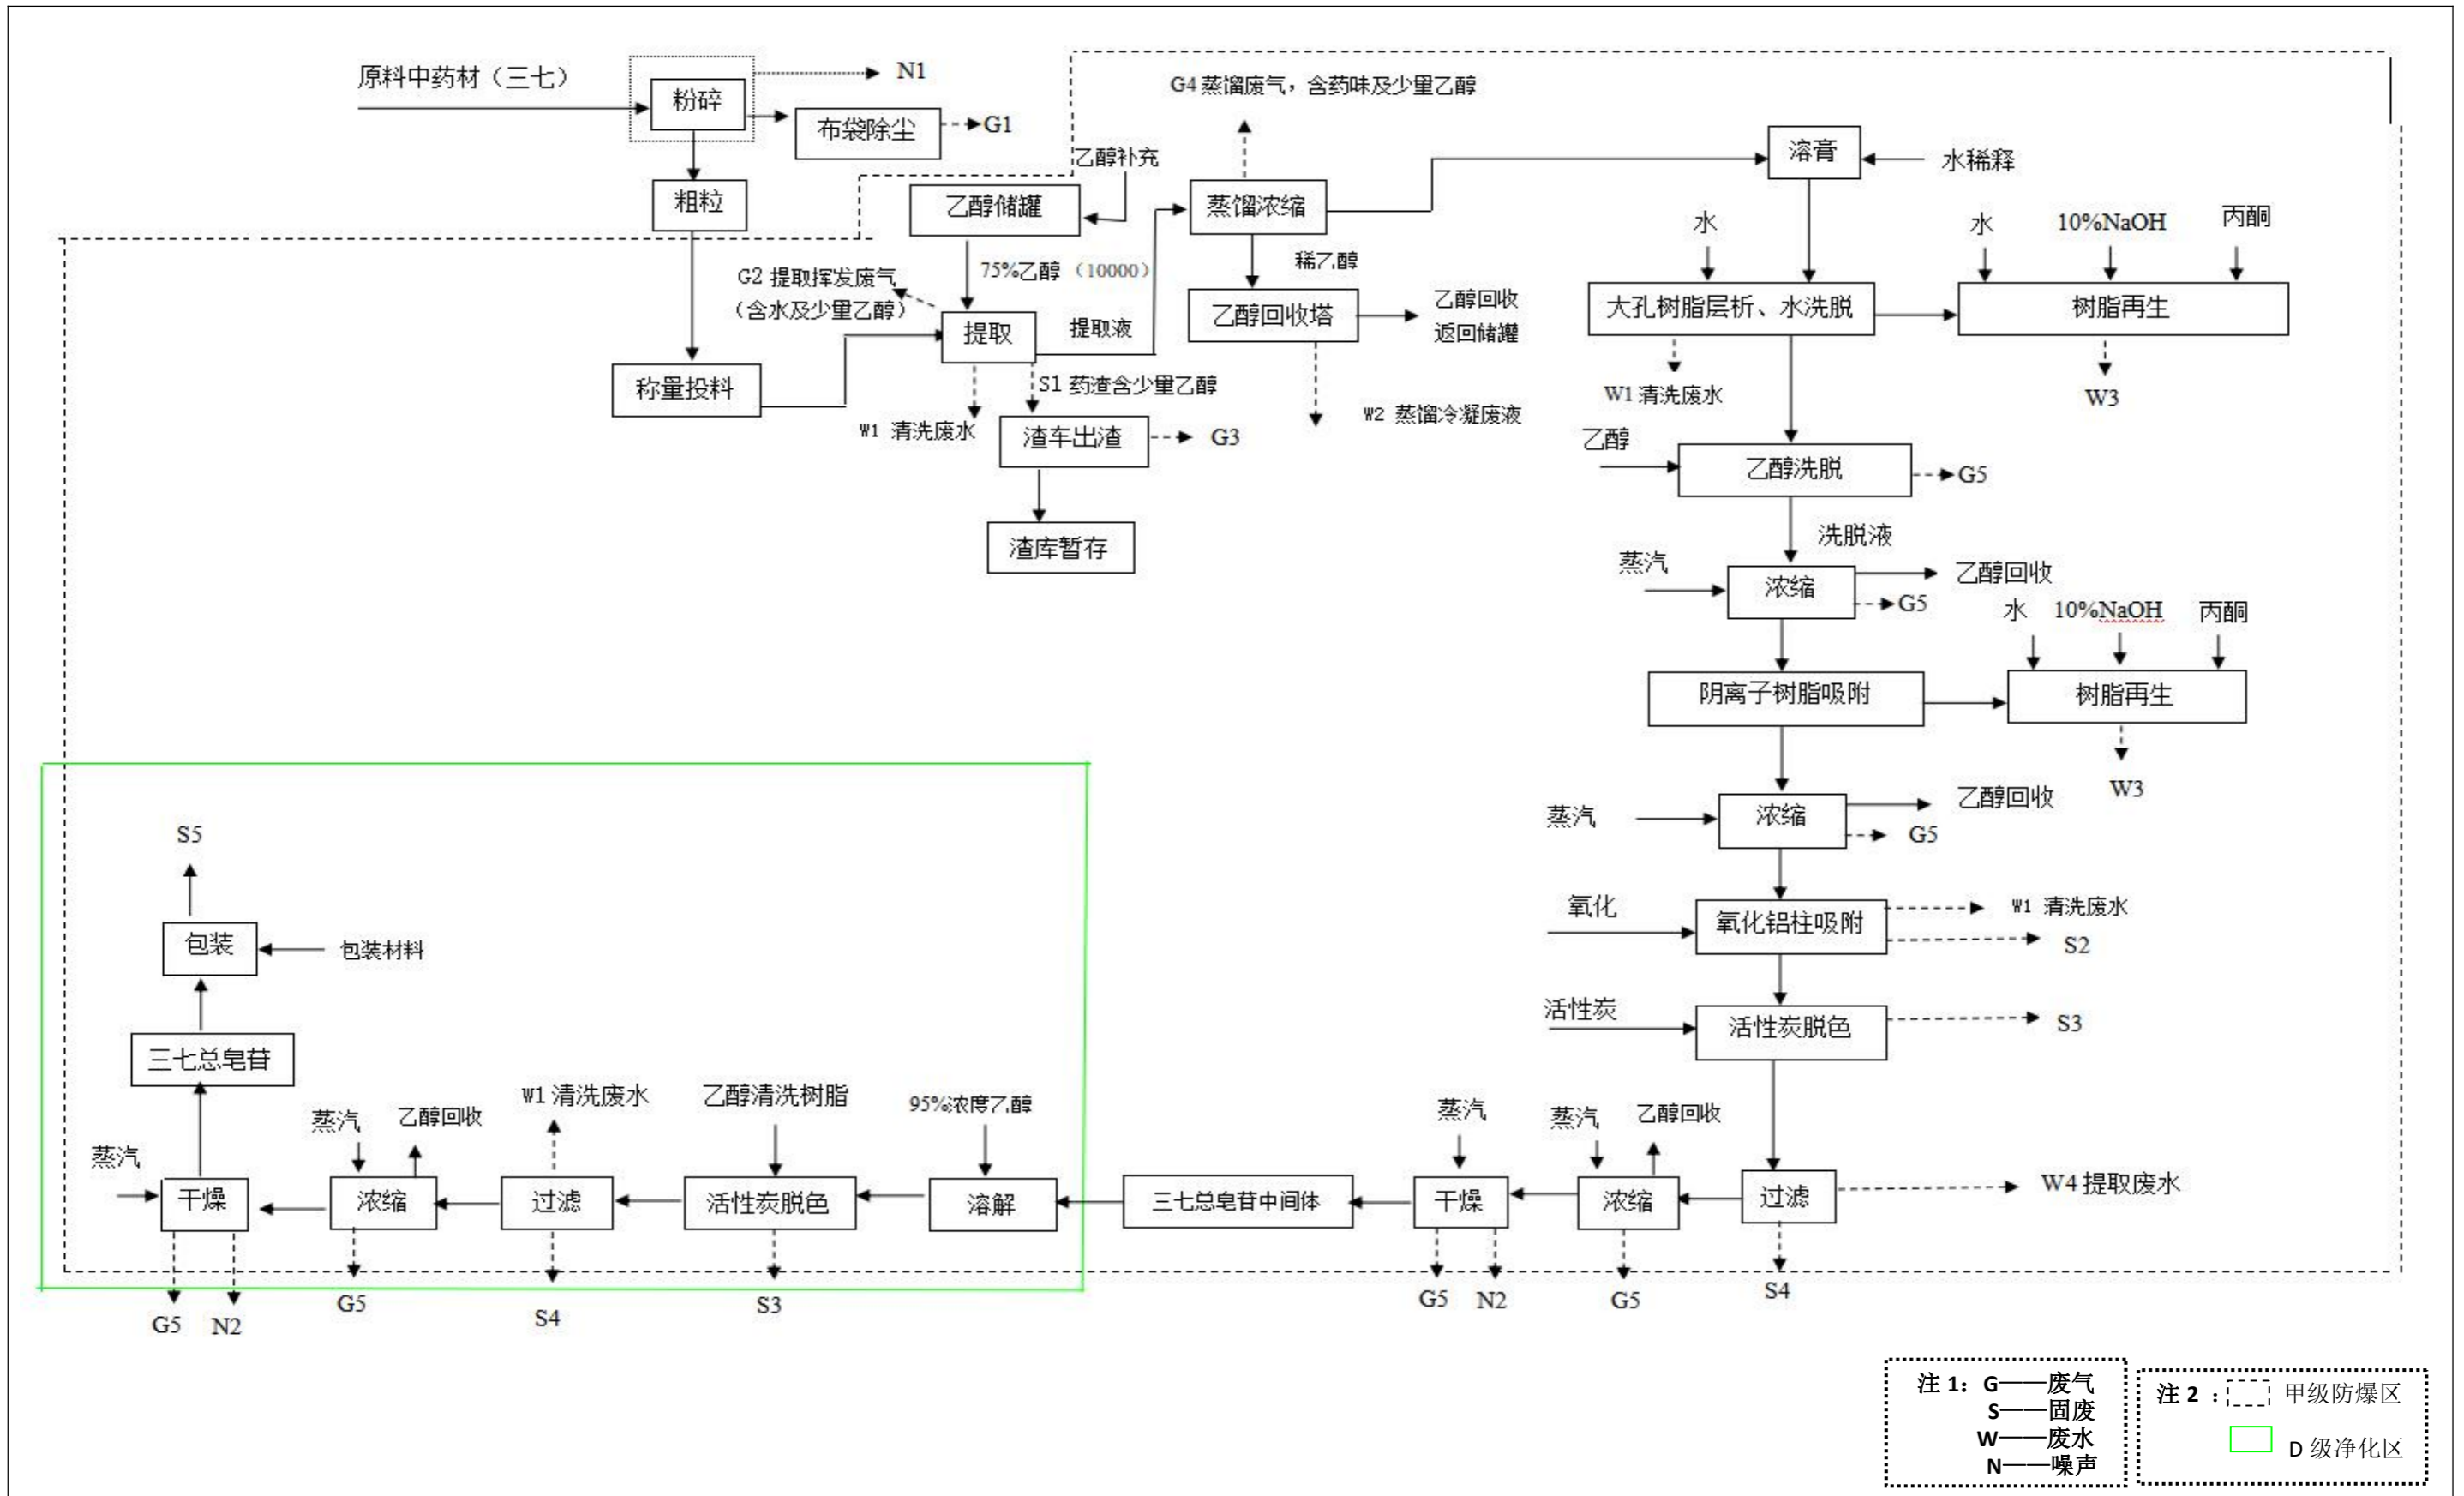 原料中药材（三七）
粉碎
N1
布袋除尘
G1
粗粒
称量投料
乙醇补充
乙醇储罐
75%乙醇（10000）
G2 提取挥发废气
（含水及少量乙醇）
提取
提取液
W1 清洗废水
S1 药渣含少量乙醇
渣车出渣
G3
渣库暂存
G4 蒸馏废气，含药味及少量乙醇
蒸馏浓缩
稀乙醇
乙醇回收塔
乙醇回收
返回储罐
W2 蒸馏冷凝废液
溶膏
水稀释
水
大孔树脂层析、水洗脱
水
10%NaOH
丙酮
树脂再生
W1 清洗废水
W3
乙醇
乙醇洗脱
G5
洗脱液
蒸汽
浓缩
乙醇回收
G5
水
10%NaOH
丙酮
阴离子树脂吸附
树脂再生
W3
蒸汽
浓缩
乙醇回收
G5
氧化
氧化铝柱吸附
W1 清洗废水
S2
活性炭
活性炭脱色
S3
过滤
W4 提取废水
S4
蒸汽
乙醇回收
浓缩
G5
蒸汽
干燥
G5
N2
三七总皂苷中间体
95%浓度乙醇
溶解
乙醇清洗树脂
活性炭脱色
S3
W1 清洗废水
过滤
S4
蒸汽
乙醇回收
浓缩
G5
蒸汽
干燥
G5
N2
三七总皂苷
包装
包装材料
S5
注 1：G——废气
S——固废
W——废水
N——噪声
注 2 ： 甲级防爆区
D 级净化区